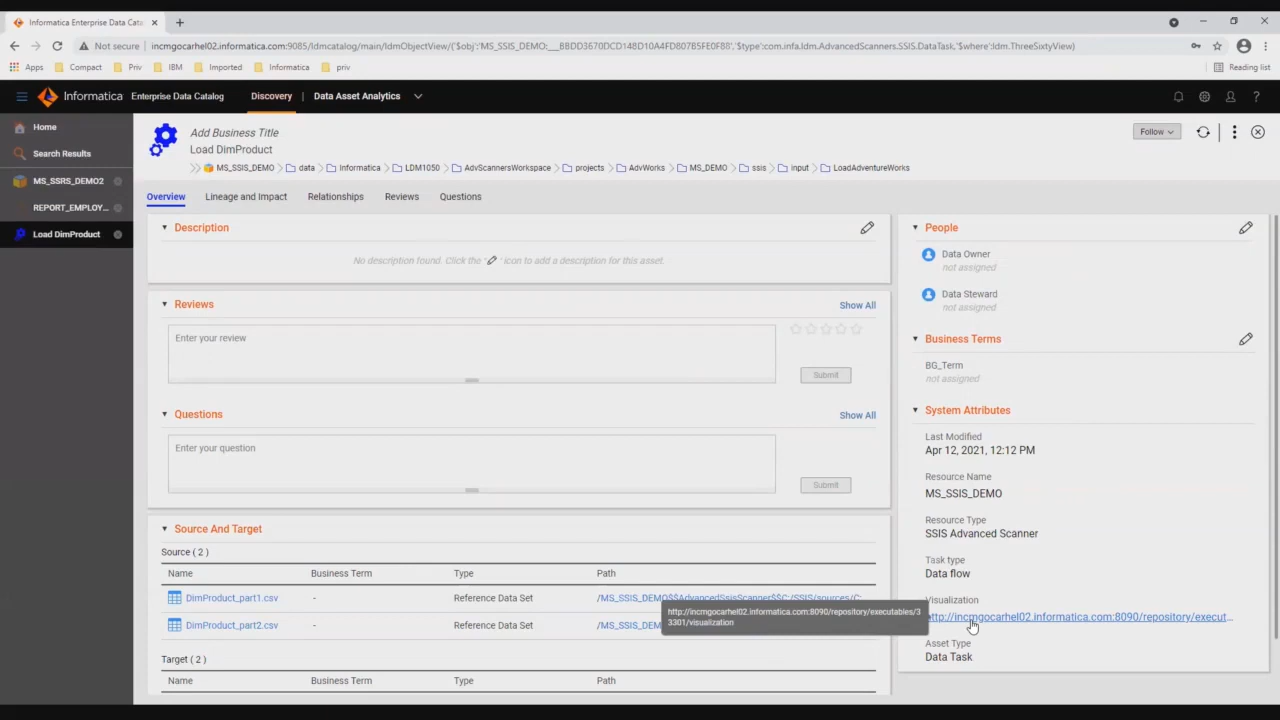 Informatica Enterprise Data Cata
Not secure
incmgocarhel02.informatica.com:9085/ldmcatalog/main/ldmObjectView/('$obj':'MS_SSIS_DEMO:___BBDD3670DCD14BD10A4FD807B5FE0F88','$type':com.infa.ldm.AdvancedScanners.SSIS.DataTask,'$where':ldm.ThreeSixtyView)
Apps
Compact
Priv
IBM
Imported
Informatica
priv
Reading list
Informatica Enterprise Data Catalog
Discovery
Data Asset Analytics
Home
Search Results
MS_SSRS_DEMO2
REPORT_EMPLOY...
Load DimProduct
Add Business Title
Load DimProduct
MS_SSIS_DEMO
data
Informatica
LDM1050
AdvScannersWorkspace
projects
AdvWorks
MS_DEMO
ssis
input
LoadAdventureWorks
Follow
Overview
Lineage and Impact
Relationships
Reviews
Questions
Description
No description found. Click the ' ' icon to add a description for this asset.
Reviews
Show All
Enter your review
Submit
Questions
Show All
Enter your question
Submit
Source And Target
Source ( 2 )
Name Business Term Type Path
DimProduct_part1.csv - Reference Data Set /MS_SSIS_DEMO$$AdvancedSsisScanner$$C:/SSIS/sources/C:
DimProduct_part2.csv - Reference Data Set /MS_SSIS_DEM
Target ( 2 )
Name Business Term Type Path
http://incmgocarhel02.informatica.com:8090/repository/executables/3
3301/visualization
People
Data Owner
not assigned
Data Steward
not assigned
Business Terms
BG_Term
not assigned
System Attributes
Last Modified
Apr 12, 2021, 12:12 PM
Resource Name
MS_SSIS_DEMO
Resource Type
SSIS Advanced Scanner
Task type
Data flow
Visualization
http://incmgocarhel02.informatica.com:8090/repository/execut...
Asset Type
Data Task